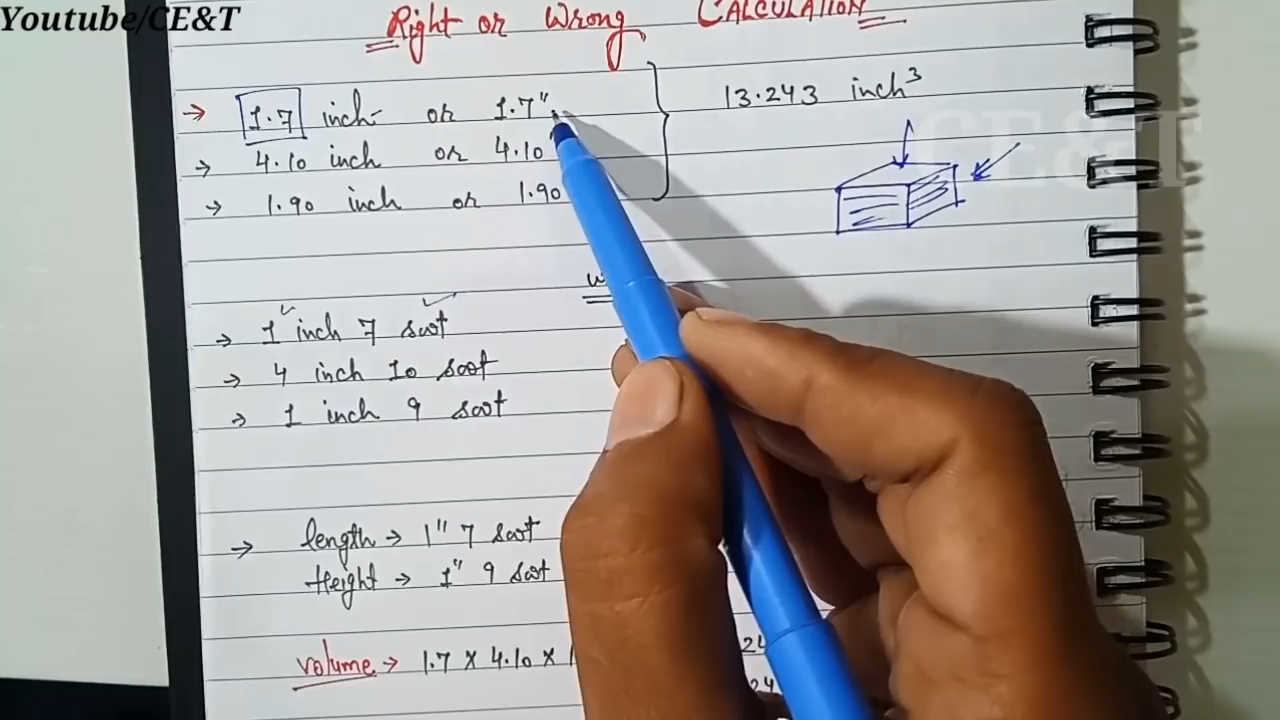 Youtube/CE&T
Right or Wrong CALCULATION
→ 1.7 inch or 1.7"
→ 4.10 inch or 4.10
→ 1.90 inch or 1.90
13.243 inch³
CE&T
→ 1 inch 7 soot
→ 4 inch 10 soot
→ 1 inch 9 soot
→ length → 1" 7 soot
Height → 1" 9 soot
volume → 1.7 X 4.10 X